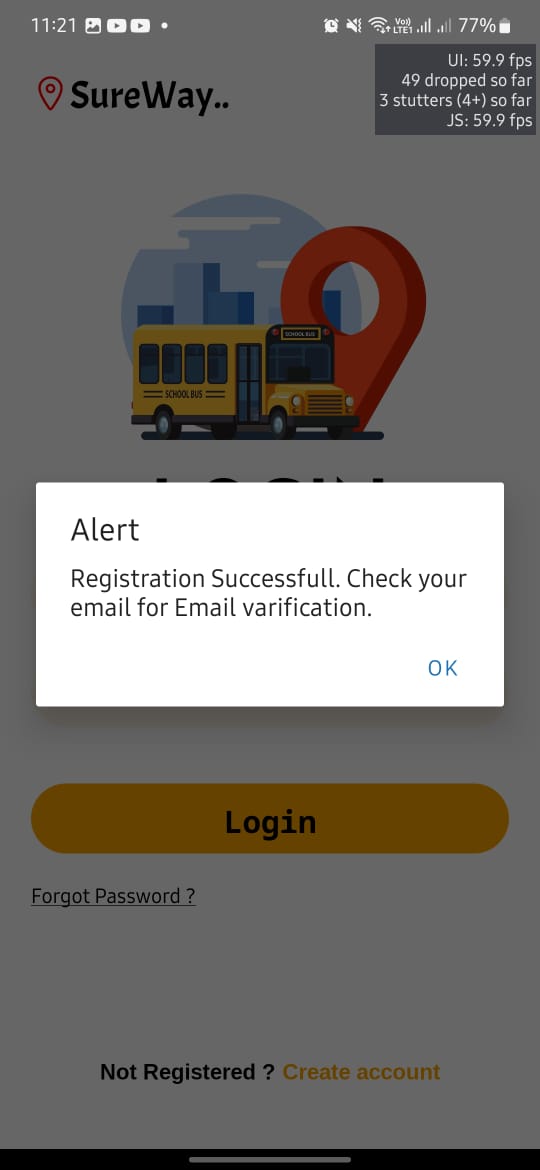 11:21
Vo)) LTE1
77%
UI: 59.9 fps
49 dropped so far
3 stutters (4+) so far
JS: 59.9 fps
SureWay..
SCHOOL BUS
SCHOOL BUS
Alert
Registration Successfull. Check your
email for Email varification.
OK
Login
Forgot Password ?
Not Registered ? Create account